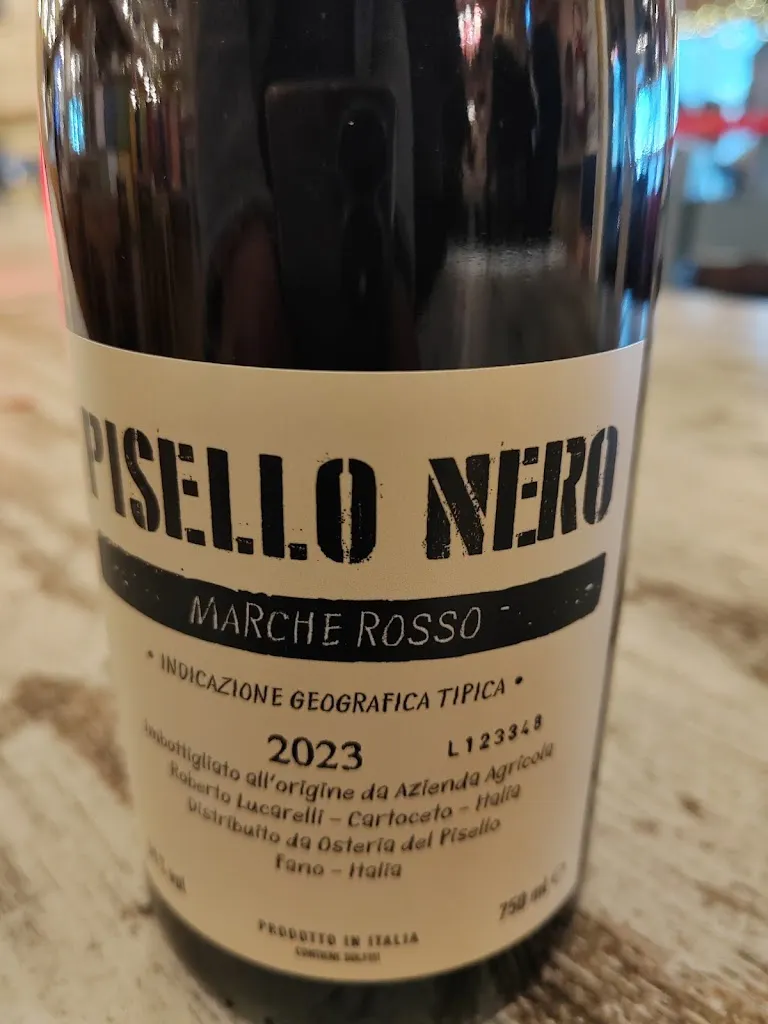 PISELLO NERO
MARCHE ROSSO
• INDICAZIONE GEOGRAFICA TIPICA •
2023 L123348
Imbottigliato all'origine da Azienda Agricola
Roberto Lucarelli - Cartoceto - Italia
Distribuito da Osteria del Pisello
Fano - Italia
% vol
750 ml e
PRODOTTO IN ITALIA
CONTIENE SOLFITI